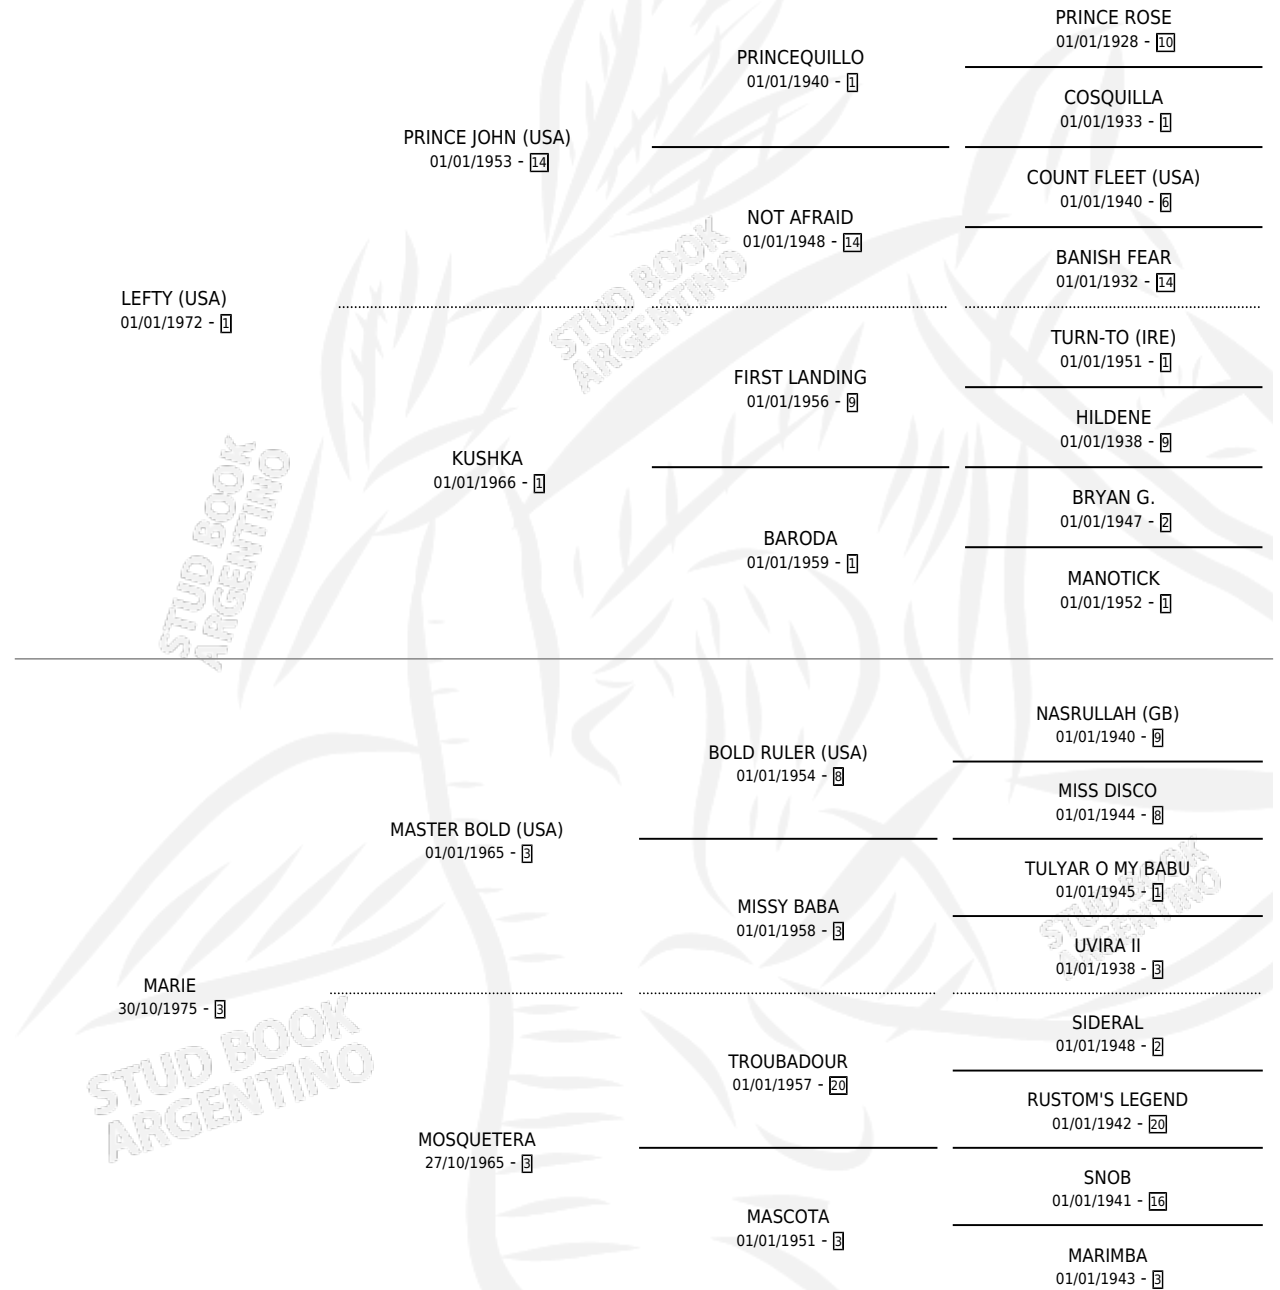 PRINCE ROSE
01/01/1928 - 10
PRINCEQUILLO
01/01/1940 - 1
COSQUILLA
01/01/1933 - 1
PRINCE JOHN (USA)
01/01/1953 - 14
COUNT FLEET (USA)
01/01/1940 - 6
NOT AFRAID
01/01/1948 - 14
BANISH FEAR
01/01/1932 - 14
LEFTY (USA)
01/01/1972 - 1
STUD BOOK
ARGENTINO
TURN-TO (IRE)
01/01/1951 - 1
FIRST LANDING
01/01/1956 - 9
HILDENE
01/01/1938 - 9
KUSHKA
01/01/1966 - 1
BRYAN G.
01/01/1947 - 2
BARODA
01/01/1959 - 1
MANOTICK
01/01/1952 - 1
STUD BOOK
ARGENTINO
NASRULLAH (GB)
01/01/1940 - 9
BOLD RULER (USA)
01/01/1954 - 8
MISS DISCO
01/01/1944 - 8
MASTER BOLD (USA)
01/01/1965 - 3
TULYAR O MY BABU
01/01/1945 - 1
MISSY BABA
01/01/1958 - 3
STUD BOOK
ARGENTINO
UVIRA II
01/01/1938 - 3
MARIE
30/10/1975 - 3
SIDERAL
01/01/1948 - 2
TROUBADOUR
01/01/1957 - 20
STUD BOOK
ARGENTINO
RUSTOM'S LEGEND
01/01/1942 - 20
MOSQUETERA
27/10/1965 - 3
SNOB
01/01/1941 - 16
MASCOTA
01/01/1951 - 3
MARIMBA
01/01/1943 - 3